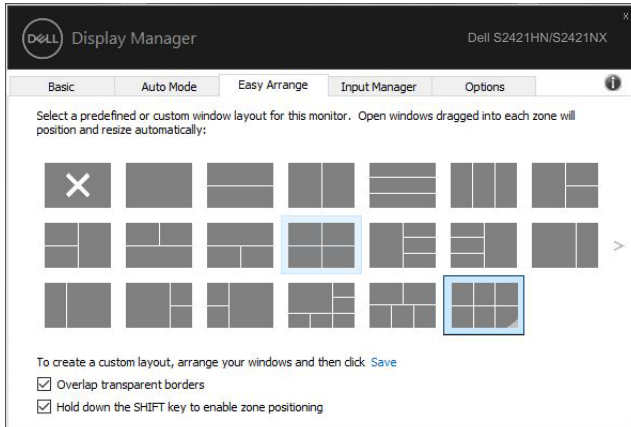 x
DELL Display Manager Dell S2421HN/S2421NX
Basic Auto Mode Easy Arrange Input Manager Options
Select a predefined or custom window layout for this monitor. Open windows dragged into each zone will
position and resize automatically:
>
To create a custom layout, arrange your windows and then click Save
Overlap transparent borders
Hold down the SHIFT key to enable zone positioning